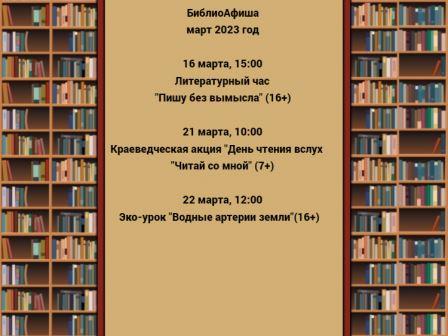 БиблиоАфиша
март 2023 год
16 марта, 15:00
Литературный час
"Пишу без вымысла" (16+)
21 марта, 10:00
Краеведческая акция "День чтения вслух
"Читай со мной" (7+)
22 марта, 12:00
Эко-урок "Водные артерии земли"(16+)